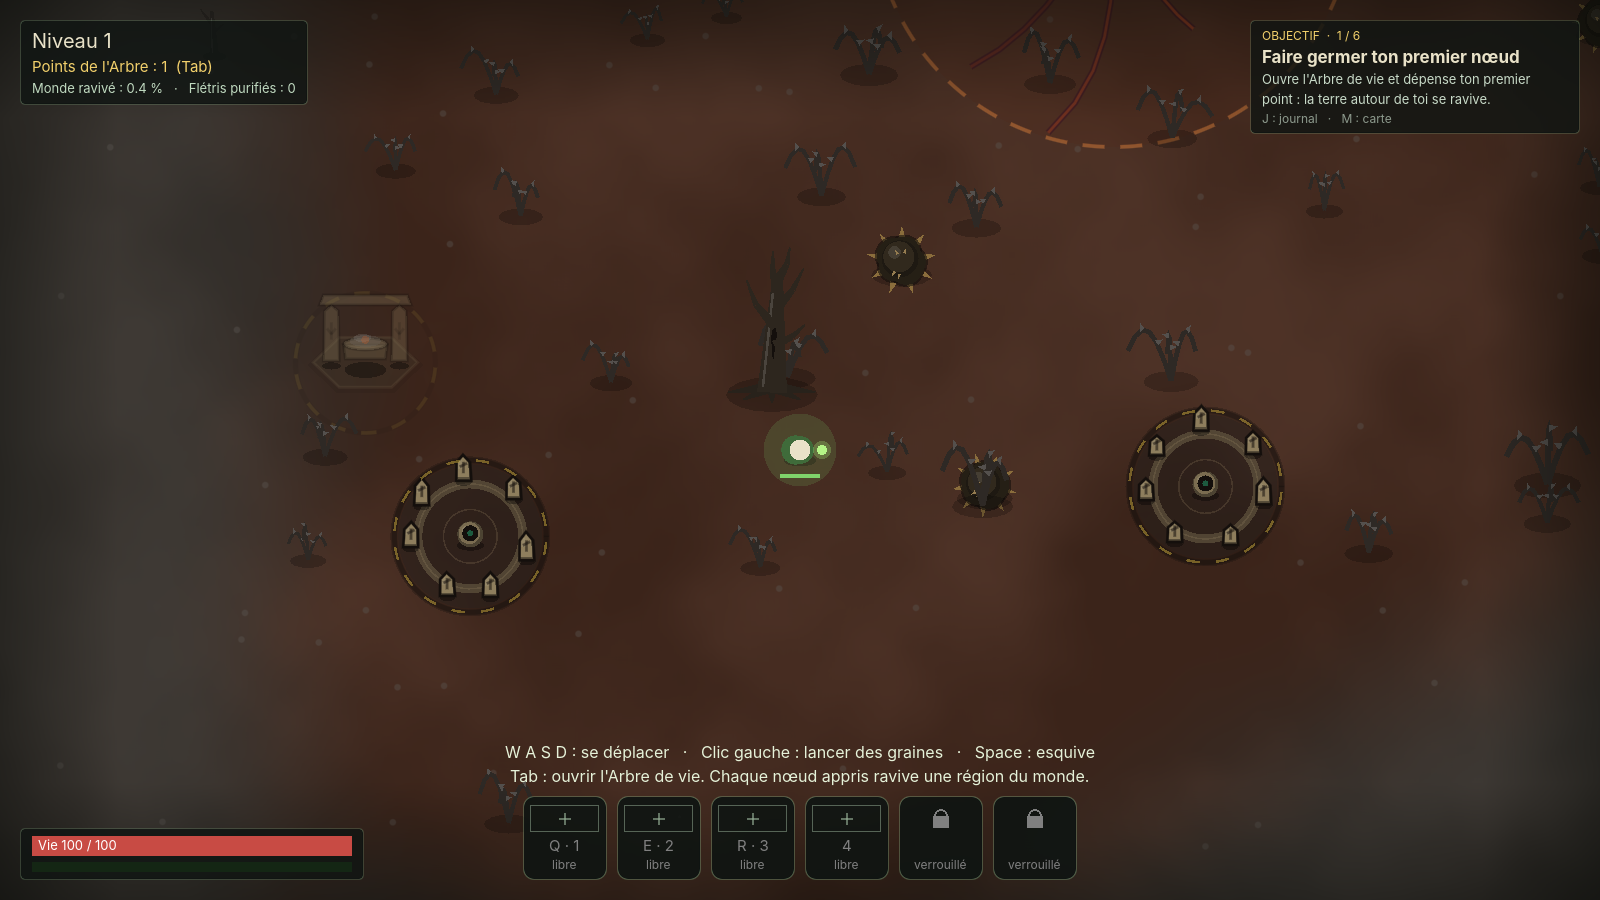 Niveau 1
Points de l'Arbre : 1 (Tab)
Monde ravivé : 0.4 % · Flétris purifiés : 0
OBJECTIF · 1 / 6
Faire germer ton premier nœud
Ouvre l'Arbre de vie et dépense ton premier
point : la terre autour de toi se ravive.
J : journal · M : carte
W A S D : se déplacer · Clic gauche : lancer des graines · Space : esquive
Tab : ouvrir l'Arbre de vie. Chaque nœud appris ravive une région du monde.
Q · 1
libre
E · 2
libre
R · 3
libre
4
libre
verrouillé
verrouillé
Vie 100 / 100